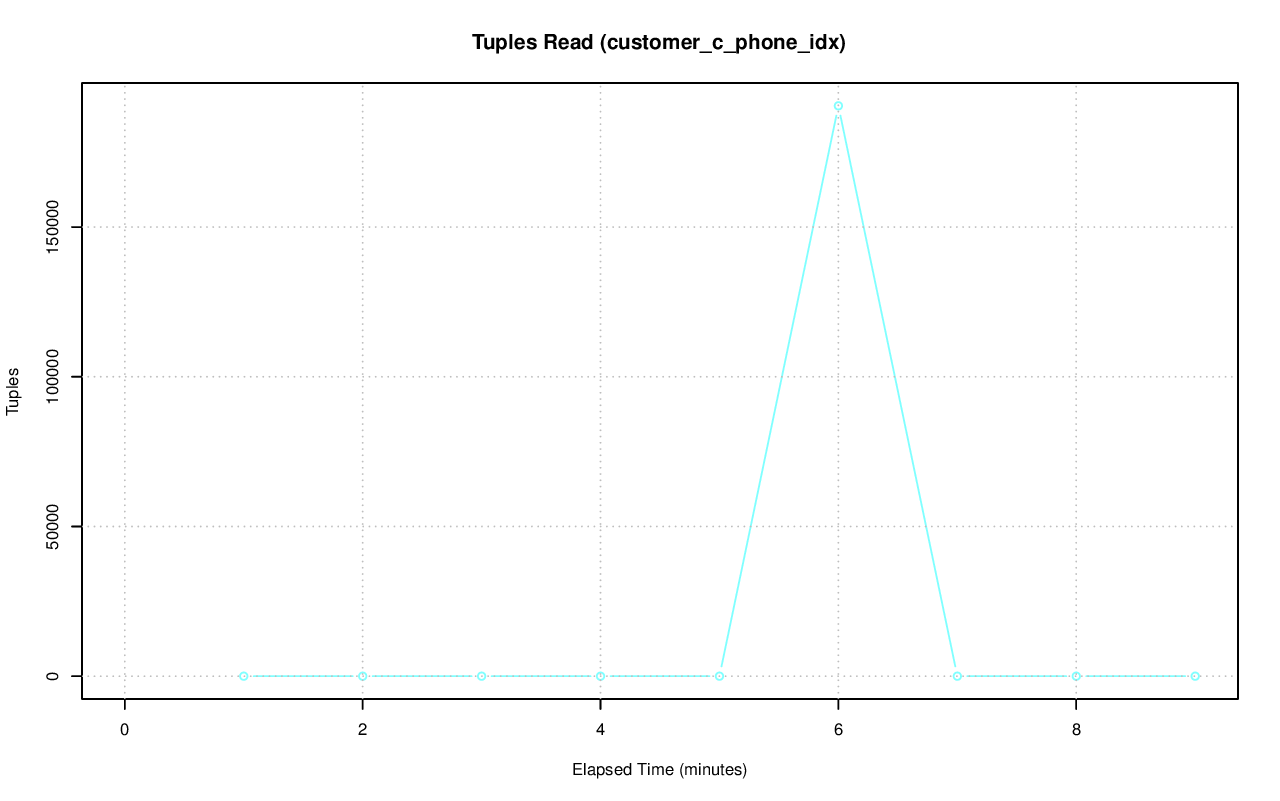 Tuples Read (customer_c_phone_idx)
150000
100000
50000
0
Tuples
0 2 4 6 8
Elapsed Time (minutes)